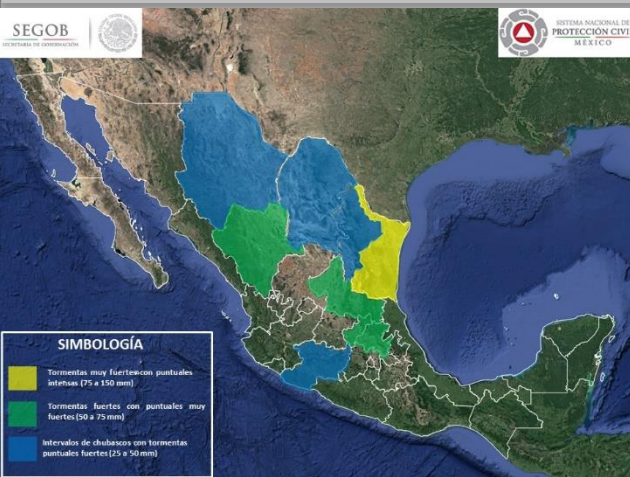 SEGOB
SECRETARÍA DE GOBERNACIÓN
SISTEMA NACIONAL DE
PROTECCIÓN CIVI
MÉXICO
SIMBOLOGÍA
Tormentas muy fuertes con puntuales
intensas (75 a 150 mm)
Tormentas fuertes con puntuales muy
fuertes (50 a 75 mm)
Intervalos de chubascos con tormentas
puntuales fuertes (25 a 50 mm)